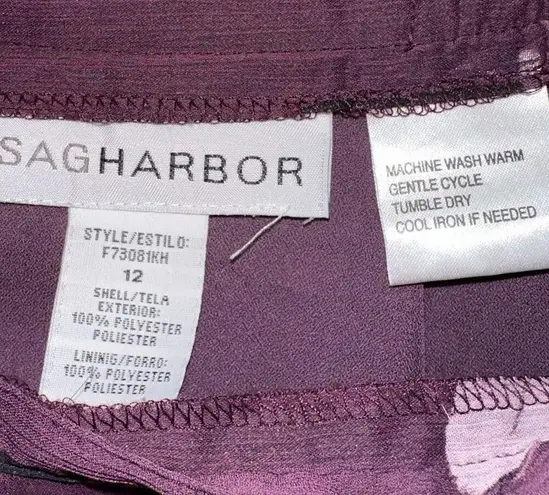 SAGHARBOR
STYLE/ESTILO:
F73081KH
12
SHELL/TELA
EXTERIOR:
100% POLYESTER
POLIESTER
LINING/FORRO:
100% POLYESTER
POLIESTER
MACHINE WASH WARM
GENTLE CYCLE
TUMBLE DRY
COOL IRON IF NEEDED